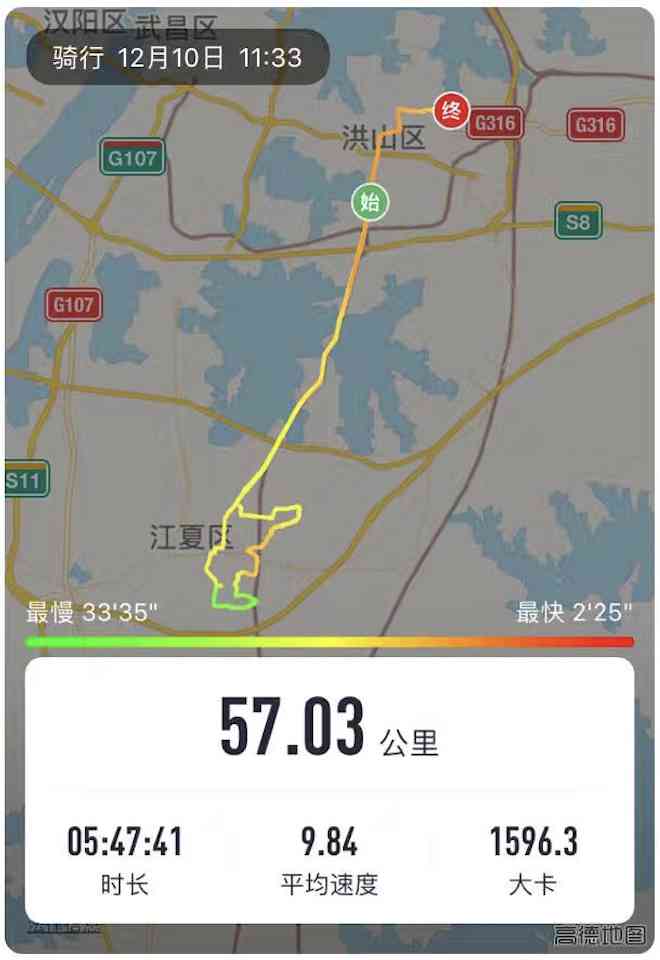 汉阳区 武昌区
骑行 12月10日 11:33
终
G316
G316
洪山区
G107
始
S8
G107
S11
江夏区
最慢 33'35"
最快 2'25"
57.03 公里
05:47:41
9.84
1596.3
时长
平均速度
大卡
高德地图